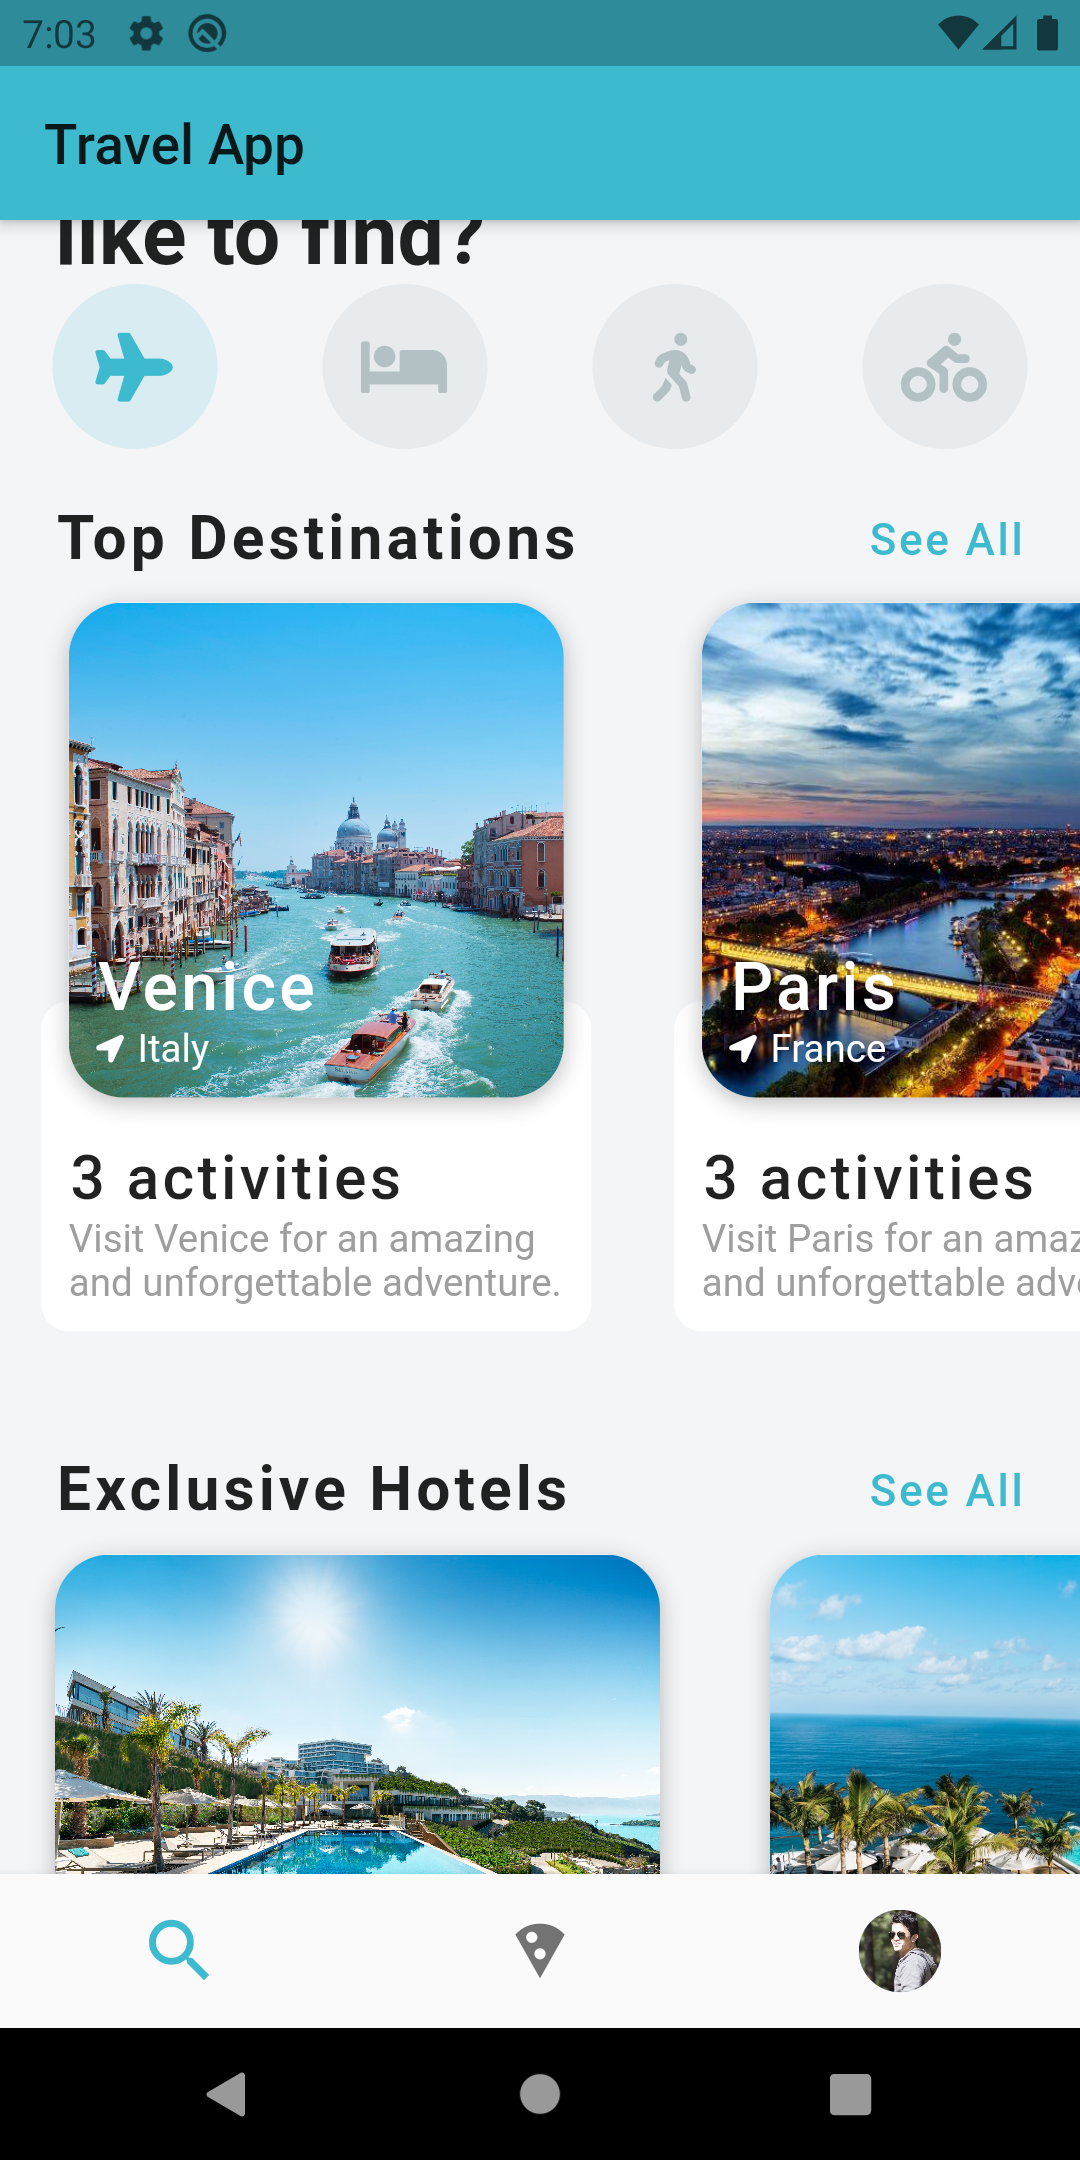 7:03
Travel App
like to find?
Top Destinations
See All
Venice
Italy
Paris
France
3 activities
Visit Venice for an amazing
and unforgettable adventure.
3 activities
Visit Paris for an amaz
and unforgettable adv
Exclusive Hotels
See All